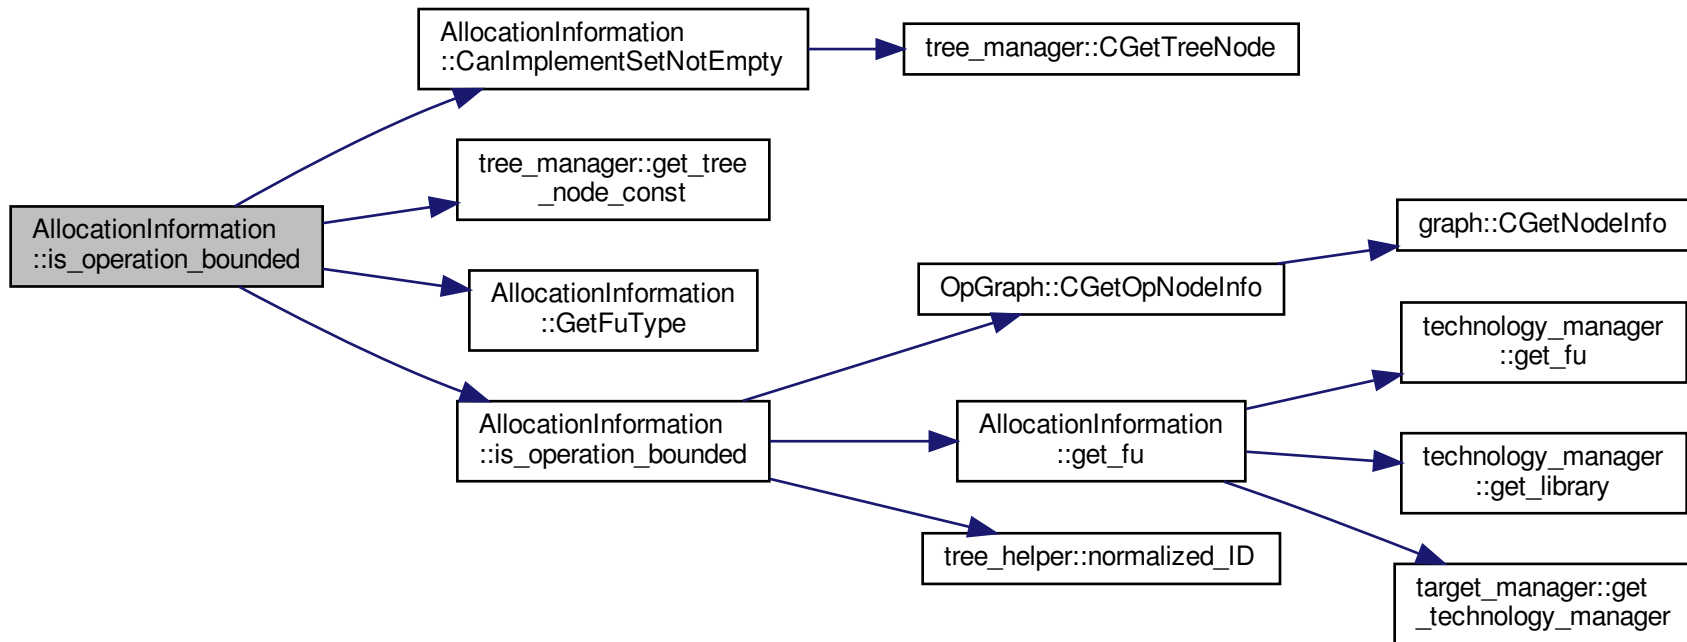 AllocationInformation
::is_operation_bounded
AllocationInformation
::CanImplementSetNotEmpty
tree_manager::CGetTreeNode
tree_manager::get_tree
_node_const
AllocationInformation
::GetFuType
AllocationInformation
::is_operation_bounded
OpGraph::CGetOpNodeInfo
graph::CGetNodeInfo
AllocationInformation
::get_fu
technology_manager
::get_fu
technology_manager
::get_library
target_manager::get
_technology_manager
tree_helper::normalized_ID